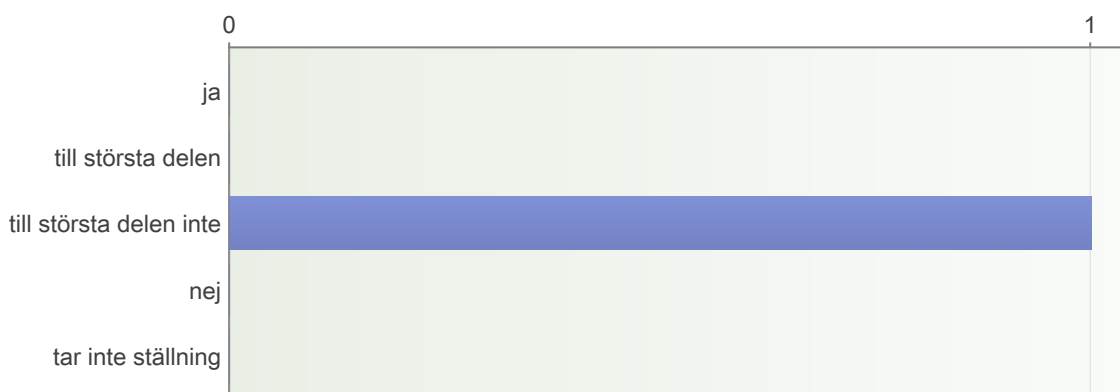 0 1
ja
till största delen
till största delen inte
nej
tar inte ställning